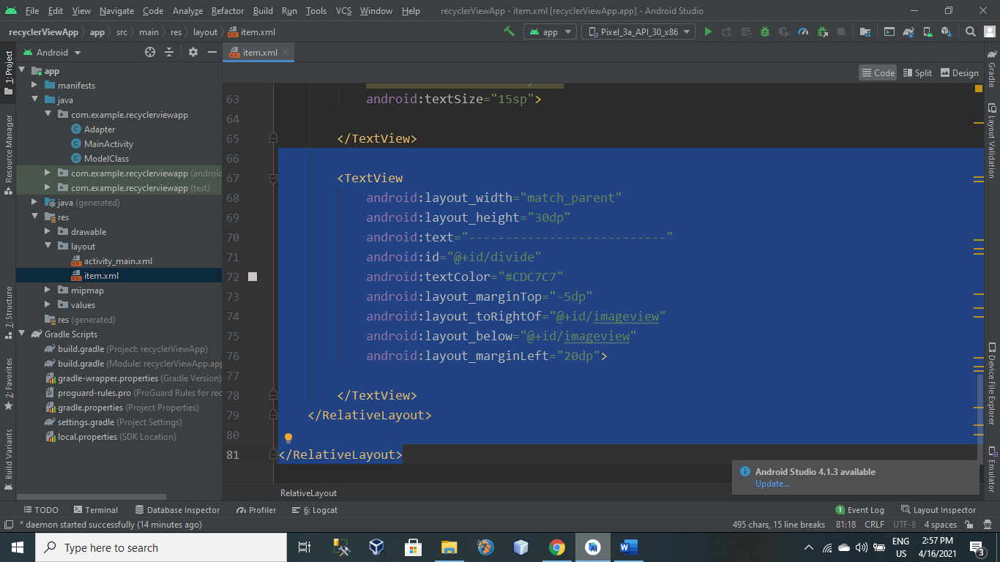 File Edit View Navigate Code Analyze Refactor Build Run Tools VCS Window Help recyclerViewApp - item.xml [recyclerViewApp.app] - Android Studio
recyclerViewApp app src main res layout item.xml app Pixel_3a_API_30_x86
Android
item.xml
Code Split Design
1: Project
Resource Manager
7: Structure
2: Favorites
Build Variants
app
manifests
java
com.example.recyclerviewapp
Adapter
MainActivity
ModelClass
com.example.recyclerviewapp (androic
com.example.recyclerviewapp (test)
java (generated)
res
drawable
layout
activity_main.xml
item.xml
mipmap
values
res (generated)
Gradle Scripts
build.gradle (Project: recyclerViewApp)
build.gradle (Module: recyclerViewApp.app
gradle-wrapper.properties (Gradle Version)
proguard-rules.pro (ProGuard Rules for rec
gradle.properties (Project Properties)
settings.gradle (Project Settings)
local.properties (SDK Location)
63 android:textSize="15sp">
64
65 </TextView>
66
67 <TextView
68 android:layout_width="match_parent"
69 android:layout_height="30dp"
70 android:text="---------------------------"
71 android:id="@+id/divide"
72 android:textColor="#CDC7C7"
73 android:layout_marginTop="-5dp"
74 android:layout_toRightOf="@+id/imageview"
75 android:layout_below="@+id/imageview"
76 android:layout_marginLeft="20dp">
77
78 </TextView>
79 </RelativeLayout>
80
81 </RelativeLayout>
RelativeLayout
Gradle
Layout Validation
Device File Explorer
Emulator
Android Studio 4.1.3 available
Update...
TODO Terminal Database Inspector Profiler 6: Logcat 1 Event Log Layout Inspector
* daemon started successfully (14 minutes ago) 495 chars, 15 line breaks 81:18 CRLF UTF-8 4 spaces
Type here to search
ENG
US
2:57 PM
4/16/2021
3